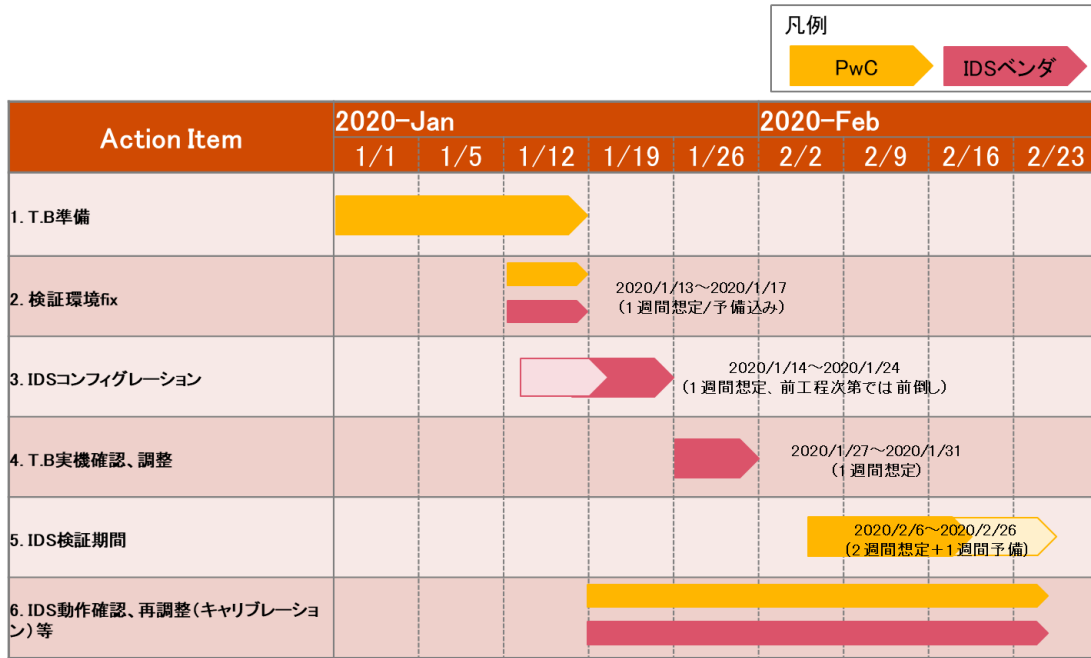 凡例
PwC
IDSベンダ
Action Item
2020-Jan
2020-Feb
1/1
1/5
1/12
1/19
1/26
2/2
2/9
2/16
2/23
1. T.B準備
2. 検証環境fix
2020/1/13～2020/1/17
(1週間想定/予備込み)
3. IDSコンフィグレーション
2020/1/14～2020/1/24
(1週間想定、前工程次第では前倒し)
4. T.B実機確認、調整
2020/1/27～2020/1/31
(1週間想定)
5. IDS検証期間
2020/2/6～2020/2/26
(2週間想定+1週間予備)
6. IDS動作確認、再調整(キャリブレーショ
ン)等